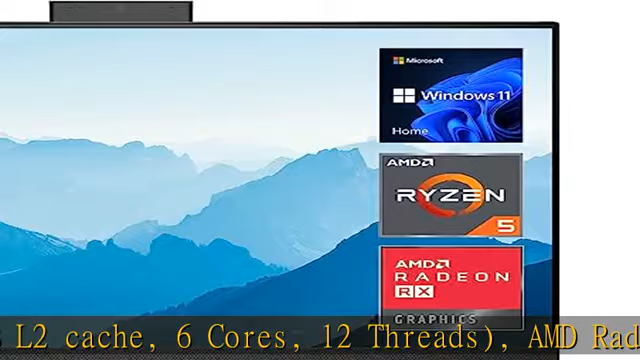 Microsoft
Windows 11
Home
AMD
RYZEN
5
AMD
RADEON
RX
GRAPHICS
L2 cache, 6 Cores, 12 Threads), AMD Rad